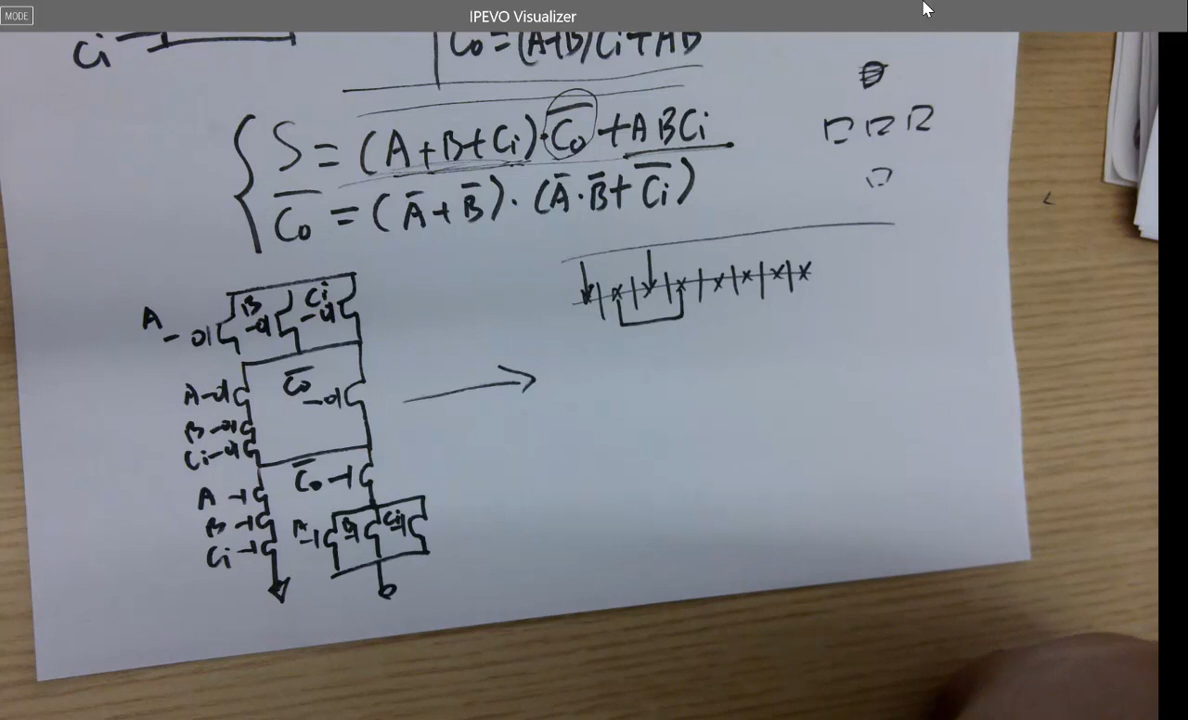 MODE
IPEVO Visualizer
Ci
Co = (A+B)Ci+AB
S = (A+B+Ci)·C̅o̅ + ABCi
C̅o̅ = (A̅+B̅)·(A̅·B̅+C̅i̅)
A B Ci
A C̅o̅
B
Ci
C̅o̅
A
B A B Ci
Ci